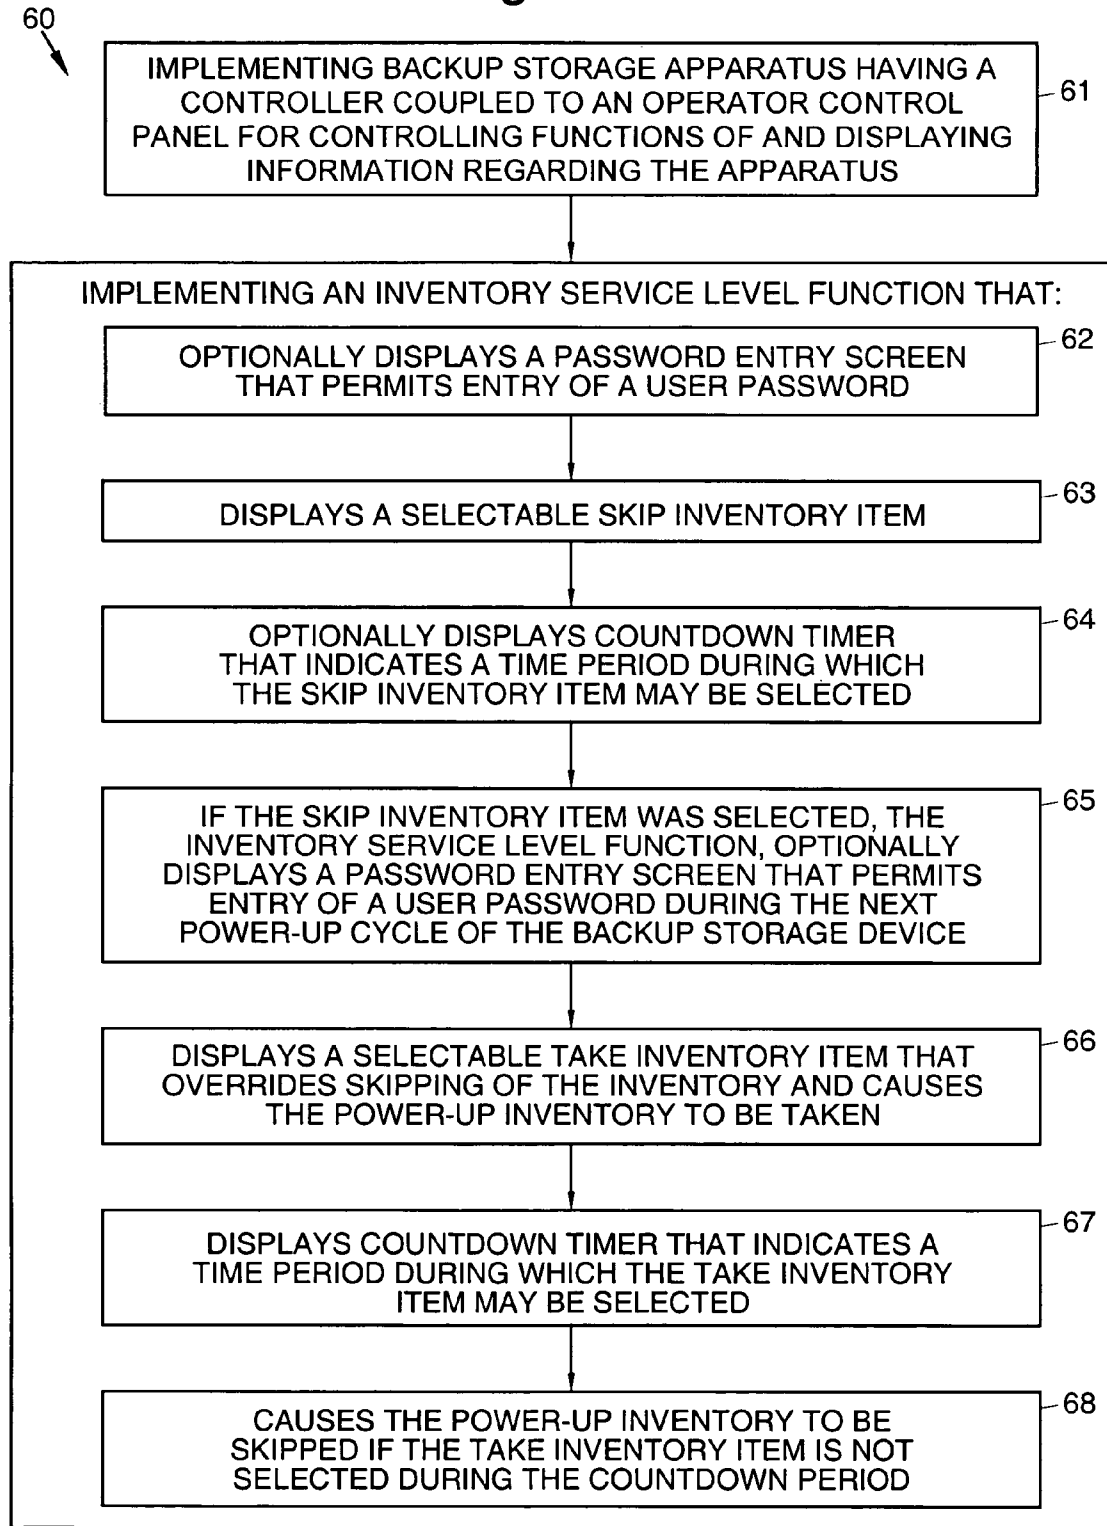 60
IMPLEMENTING BACKUP STORAGE APPARATUS HAVING A
CONTROLLER COUPLED TO AN OPERATOR CONTROL
PANEL FOR CONTROLLING FUNCTIONS OF AND DISPLAYING
INFORMATION REGARDING THE APPARATUS
61
IMPLEMENTING AN INVENTORY SERVICE LEVEL FUNCTION THAT:
OPTIONALLY DISPLAYS A PASSWORD ENTRY SCREEN
THAT PERMITS ENTRY OF A USER PASSWORD
62
DISPLAYS A SELECTABLE SKIP INVENTORY ITEM
63
OPTIONALLY DISPLAYS COUNTDOWN TIMER
THAT INDICATES A TIME PERIOD DURING WHICH
THE SKIP INVENTORY ITEM MAY BE SELECTED
64
IF THE SKIP INVENTORY ITEM WAS SELECTED, THE
INVENTORY SERVICE LEVEL FUNCTION, OPTIONALLY
DISPLAYS A PASSWORD ENTRY SCREEN THAT PERMITS
ENTRY OF A USER PASSWORD DURING THE NEXT
POWER-UP CYCLE OF THE BACKUP STORAGE DEVICE
65
DISPLAYS A SELECTABLE TAKE INVENTORY ITEM THAT
OVERRIDES SKIPPING OF THE INVENTORY AND CAUSES
THE POWER-UP INVENTORY TO BE TAKEN
66
DISPLAYS COUNTDOWN TIMER THAT INDICATES A
TIME PERIOD DURING WHICH THE TAKE INVENTORY
ITEM MAY BE SELECTED
67
CAUSES THE POWER-UP INVENTORY TO BE
SKIPPED IF THE TAKE INVENTORY ITEM IS NOT
SELECTED DURING THE COUNTDOWN PERIOD
68